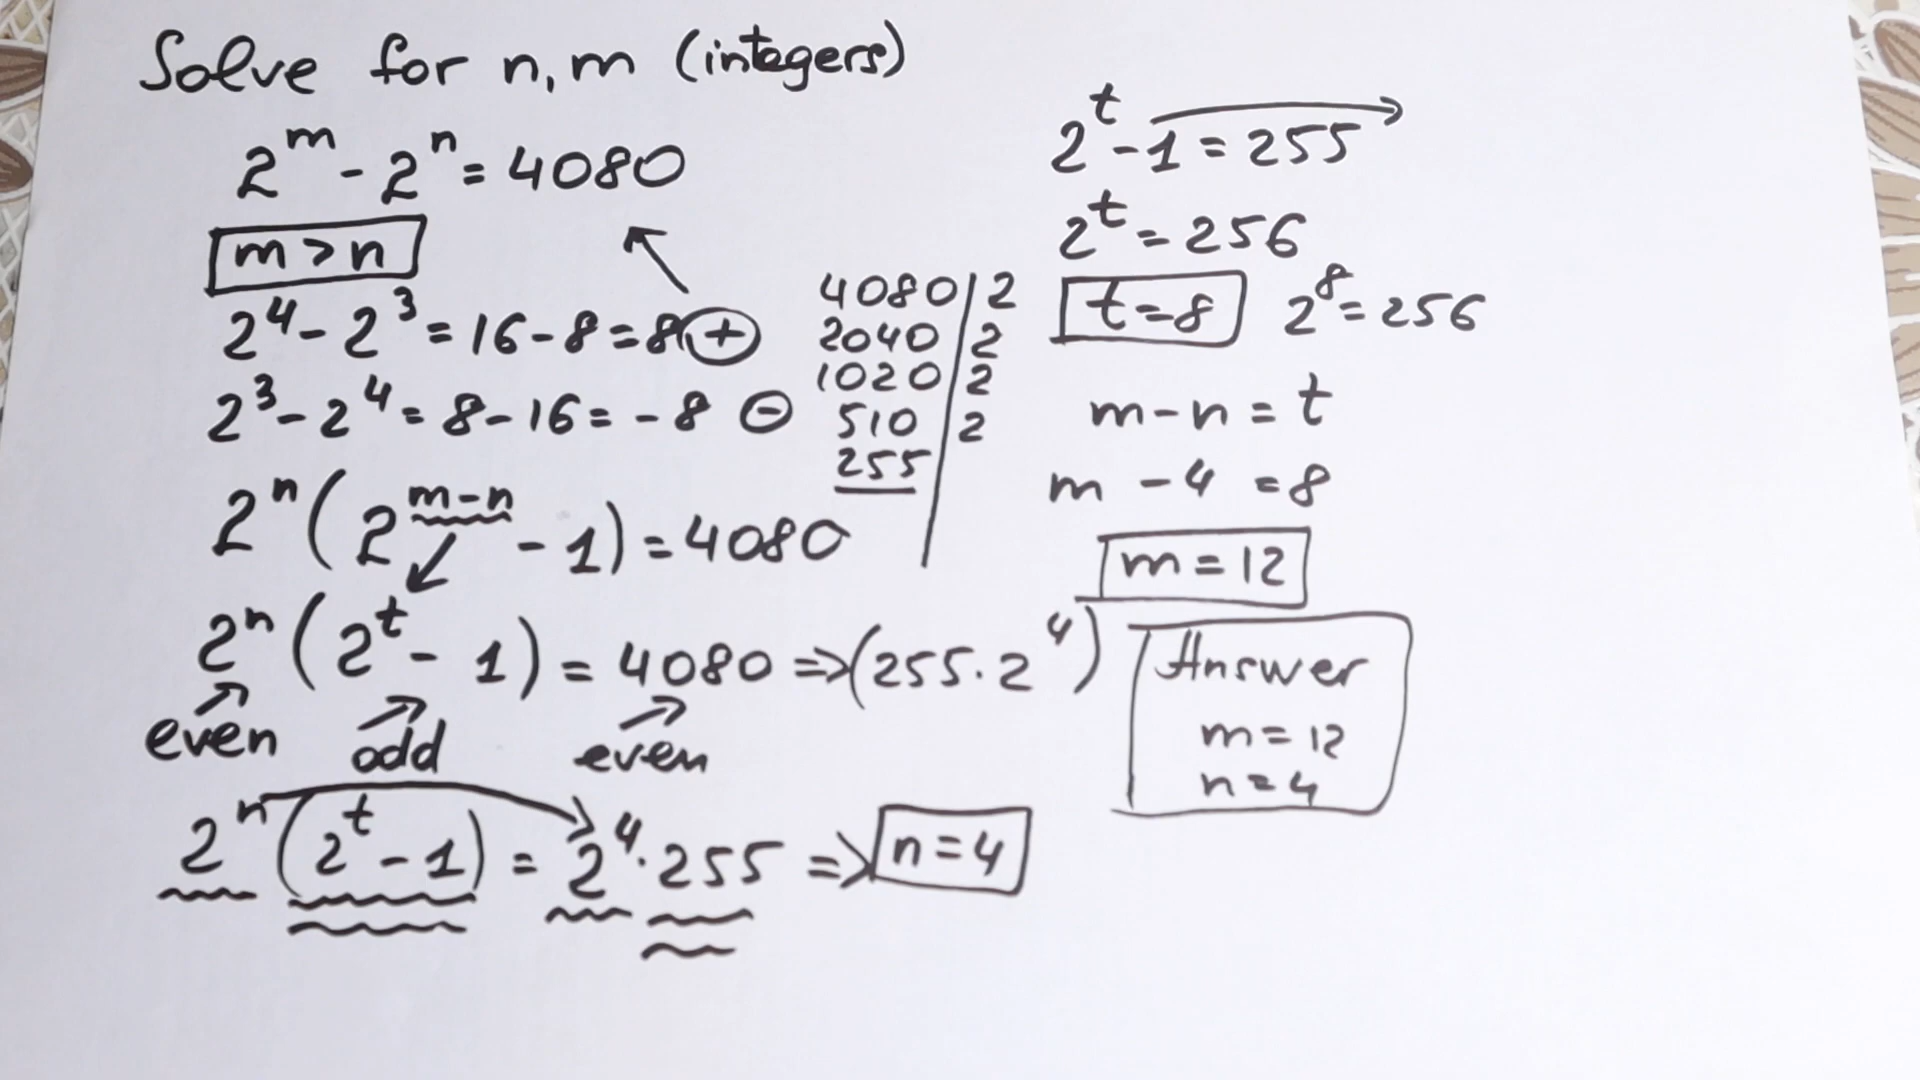 Solve for n, m (integers)
2^m - 2^n = 4080
m > n
2^4 - 2^3 = 16 - 8 = 8 (+)
2^3 - 2^4 = 8 - 16 = -8 (-)
4080 | 2
2040 | 2
1020 | 2
510 | 2
255
2^n (2^(m-n) - 1) = 4080
2^n (2^t - 1) = 4080 => (255 · 2^4)
even odd even
2^n (2^t - 1) = 2^4 · 255 => n = 4
2^t - 1 = 255
2^t = 256
t = 8 2^8 = 256
m - n = t
m - 4 = 8
m = 12
Answer
m = 12
n = 4